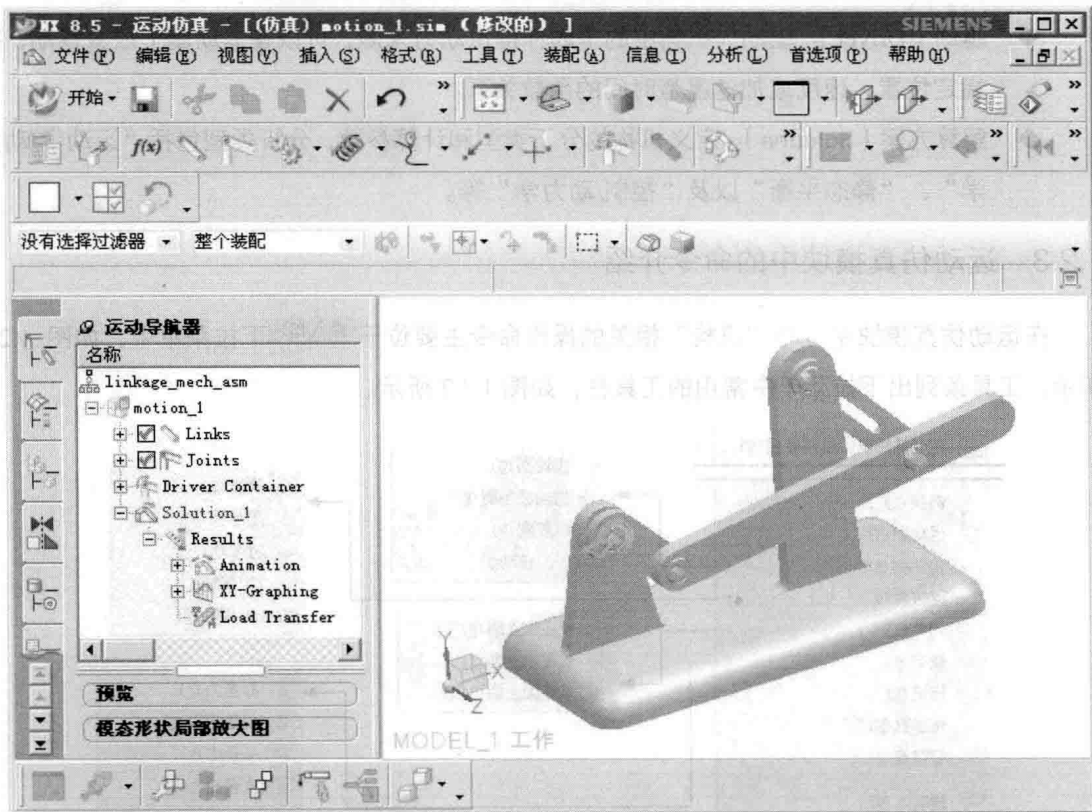 NX 8.5 - 运动仿真 - [(仿真) motion_1.sim (修改的) ]
SIEMENS
文件(F) 编辑(E) 视图(V) 插入(S) 格式(R) 工具(T) 装配(A) 信息(I) 分析(L) 首选项(P) 帮助(H)
开始
f(x)
没有选择过滤器 整个装配
运动导航器
名称
linkage_mech_asm
motion_1
Links
Joints
Driver Container
Solution_1
Results
Animation
XY-Graphing
Load Transfer
预览
模态形状局部放大图
Y
X
Z
MODEL_1 工作